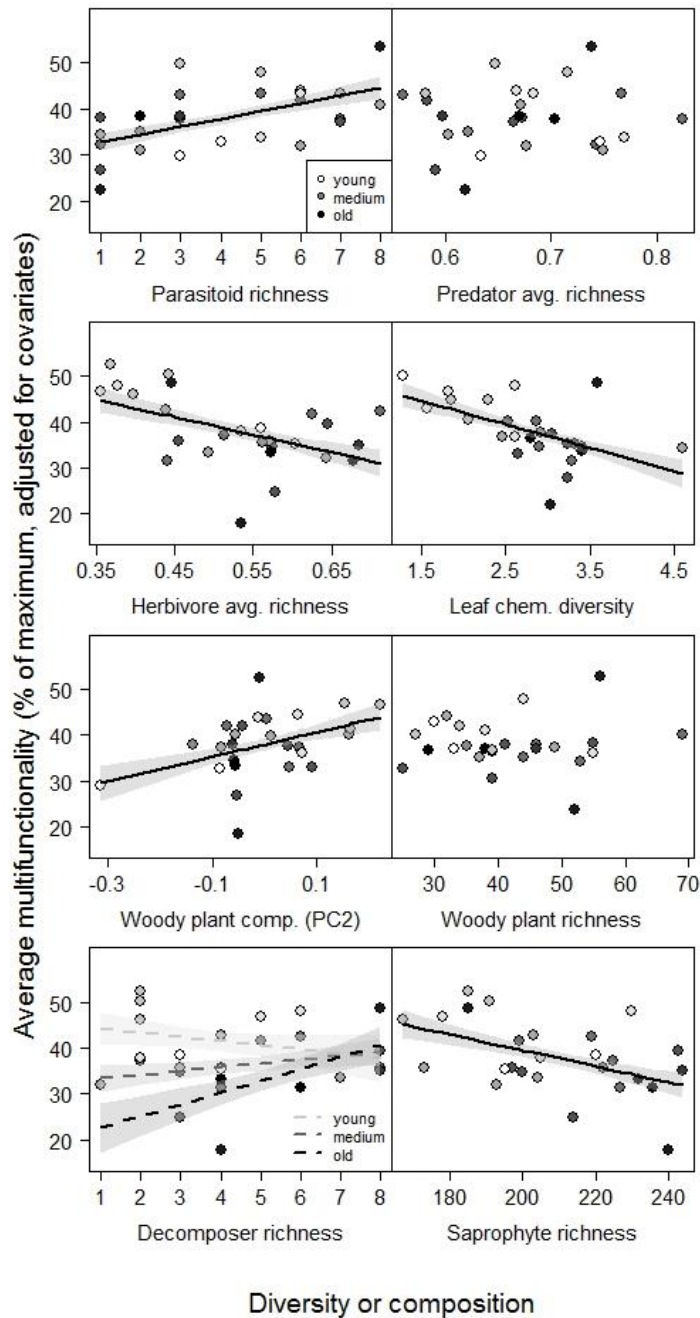 Average multifunctionality (% of maximum, adjusted for covariates)
50
40
30
20
young
medium
old
1 2 3 4 5 6 7 8
0.6 0.7 0.8
Parasitoid richness
Predator avg. richness
50
40
30
20
0.35 0.45 0.55 0.65
1.5 2.5 3.5 4.5
Herbivore avg. richness
Leaf chem. diversity
50
40
30
20
-0.3 -0.1 0.1
30 40 50 60 70
Woody plant comp. (PC2)
Woody plant richness
50
40
30
20
young
medium
old
1 2 3 4 5 6 7 8
180 200 220 240
Decomposer richness
Saprophyte richness
Diversity or composition